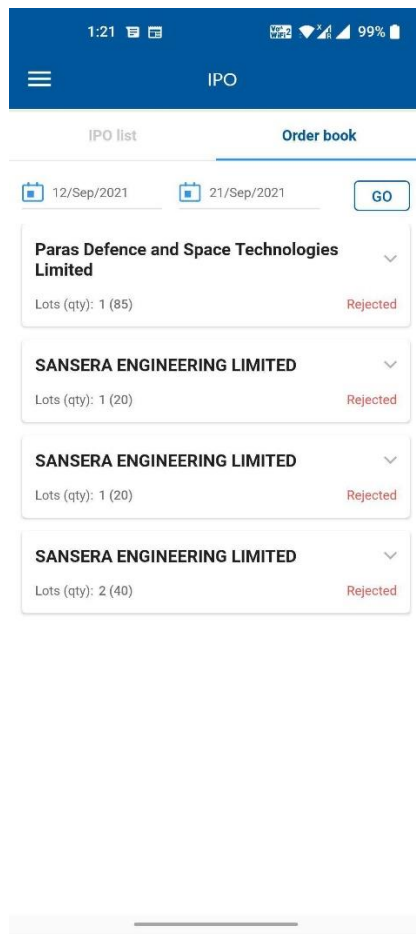 1:21 99%
IPO
IPO list Order book
12/Sep/2021 21/Sep/2021 GO
Paras Defence and Space Technologies
Limited
Lots (qty): 1 (85) Rejected
SANSERA ENGINEERING LIMITED
Lots (qty): 1 (20) Rejected
SANSERA ENGINEERING LIMITED
Lots (qty): 1 (20) Rejected
SANSERA ENGINEERING LIMITED
Lots (qty): 2 (40) Rejected